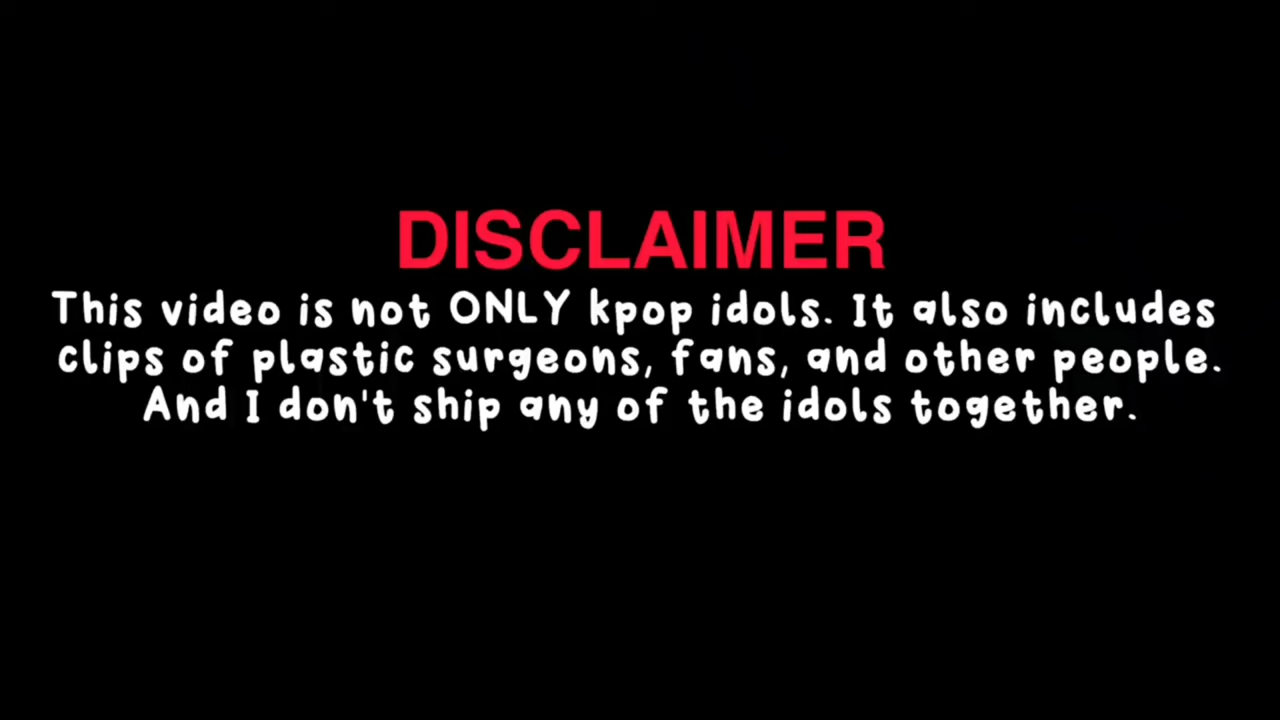 DISCLAIMER
This video is not ONLY kpop idols. It also includes
clips of plastic surgeons, fans, and other people.
And I don't ship any of the idols together.